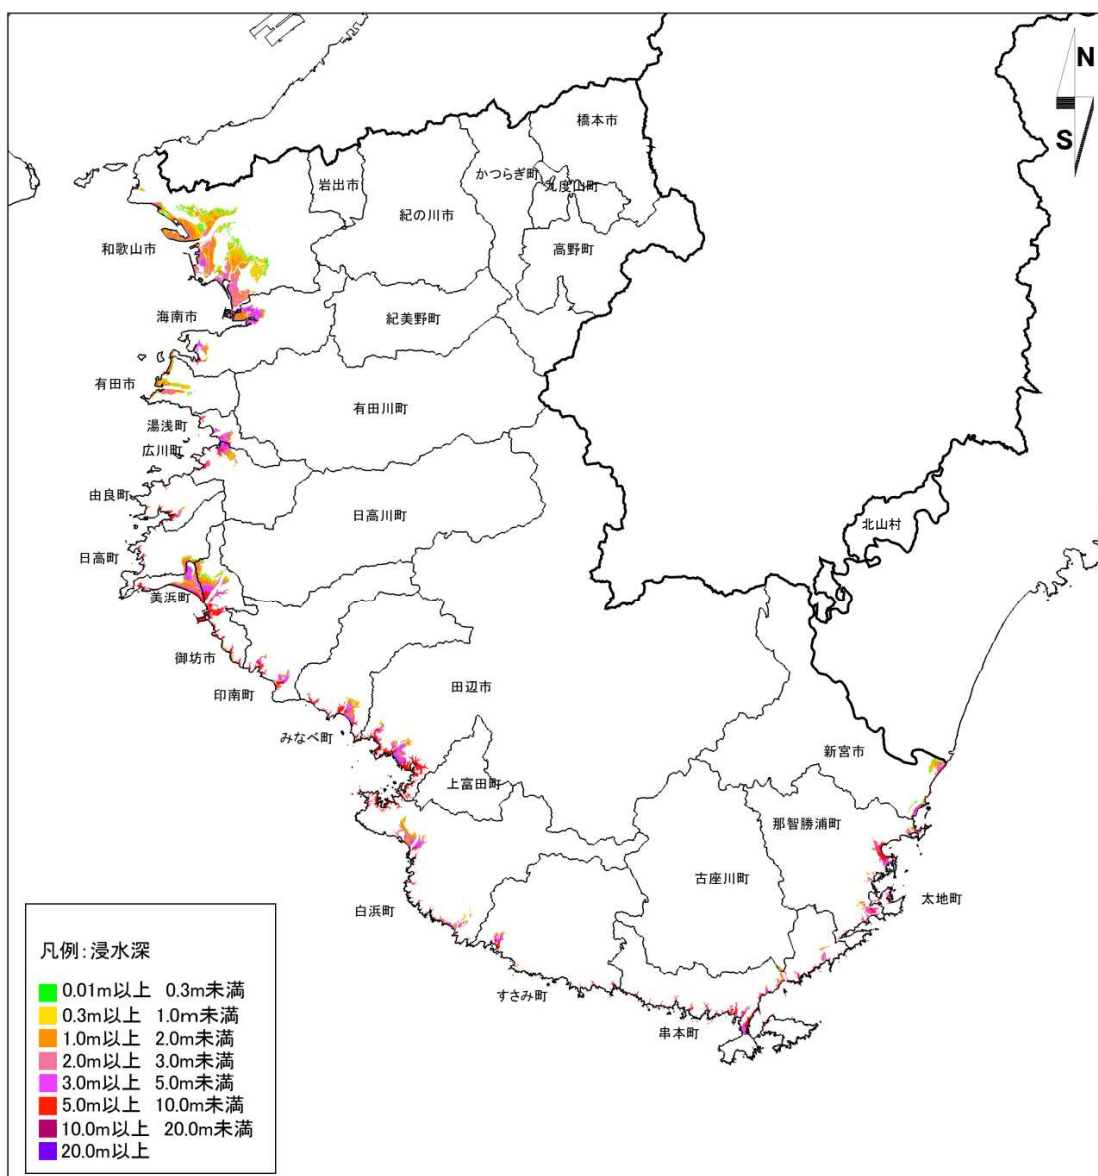 N
S
橋本市
かつらぎ町
九度山町
岩出市
紀の川市
和歌山市
高野町
海南市
紀美野町
有田市
有田川町
湯浅町
広川町
由良町
日高川町
北山村
日高町
美浜町
御坊市
印南町
田辺市
みなべ町
新宮市
上富田町
那智勝浦町
古座川町
太地町
白浜町
すさみ町
串本町
凡例:浸水深
0.01m以上 0.3m未満
0.3m以上 1.0m未満
1.0m以上 2.0m未満
2.0m以上 3.0m未満
3.0m以上 5.0m未満
5.0m以上 10.0m未満
10.0m以上 20.0m未満
20.0m以上